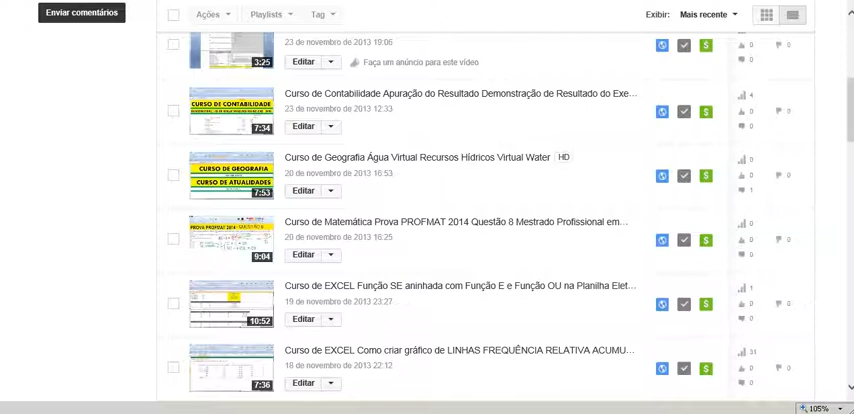 Enviar comentários
Ações Playlists Tag Exibir: Mais recente
23 de novembro de 2013 19:06
3:25 Editar Faça um anúncio para este vídeo
0 0
0
Curso de Contabilidade Apuração do Resultado Demonstração de Resultado do Exe...
CURSO DE CONTABILIDADE
23 de novembro de 2013 12:33
7:34 Editar
4
0 0
0
Curso de Geografia Água Virtual Recursos Hídricos Virtual Water HD
CURSO DE GEOGRAFIA
20 de novembro de 2013 16:53
CURSO DE ATUALIDADES
7:53 Editar
0
0 0
1
Curso de Matemática Prova PROFMAT 2014 Questão 8 Mestrado Profissional em...
PROVA PROFMAT 2014 - QUESTÃO 8
20 de novembro de 2013 16:25
9:04 Editar
0
0 0
0
Curso de EXCEL Função SE aninhada com Função E e Função OU na Planilha Elet...
19 de novembro de 2013 23:27
10:52 Editar
1
0 0
0
Curso de EXCEL Como criar gráfico de LINHAS FREQUÊNCIA RELATIVA ACUMU...
18 de novembro de 2013 22:12
7:36 Editar
31
0 0
0
105%